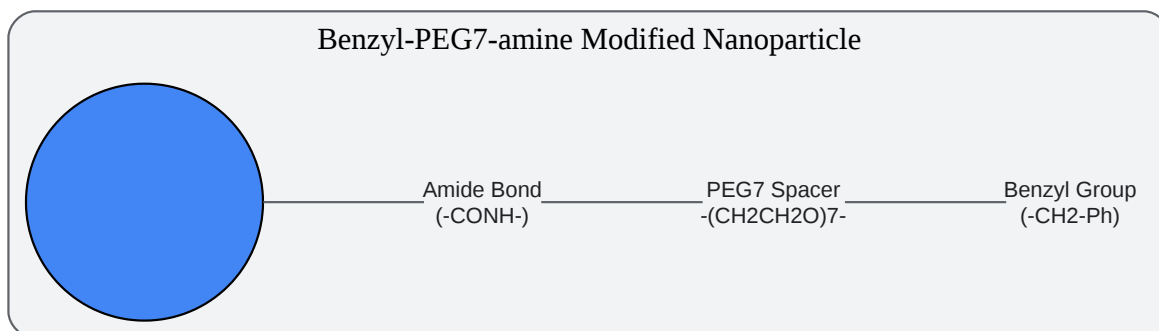 Benzyl-PEG7-amine Modified Nanoparticle
Amide Bond
(-CONH-)
PEG7 Spacer
-(CH2CH2O)7-
Benzyl Group
(-CH2-Ph)